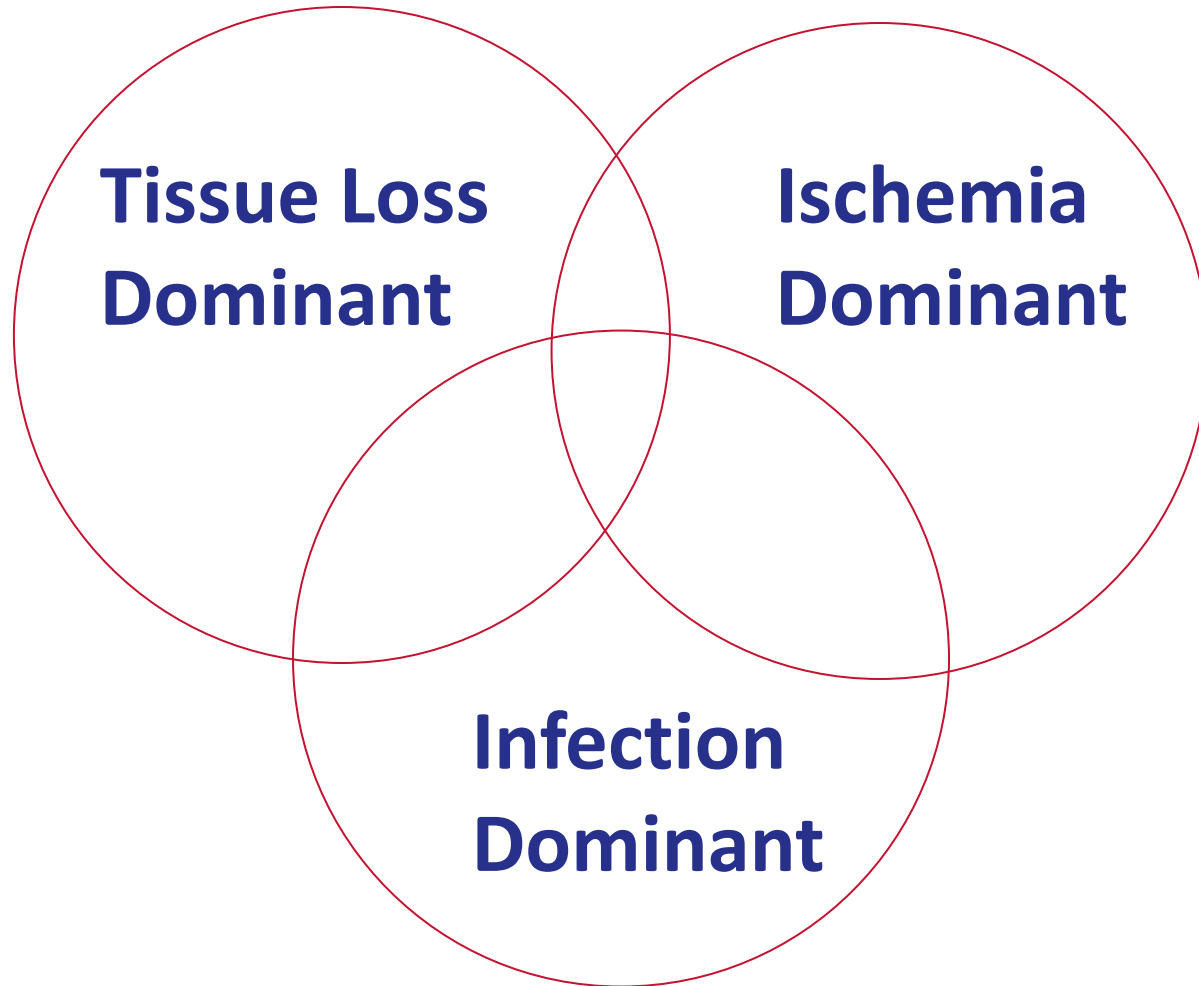 Tissue Loss
Dominant
Ischemia
Dominant
Infection
Dominant